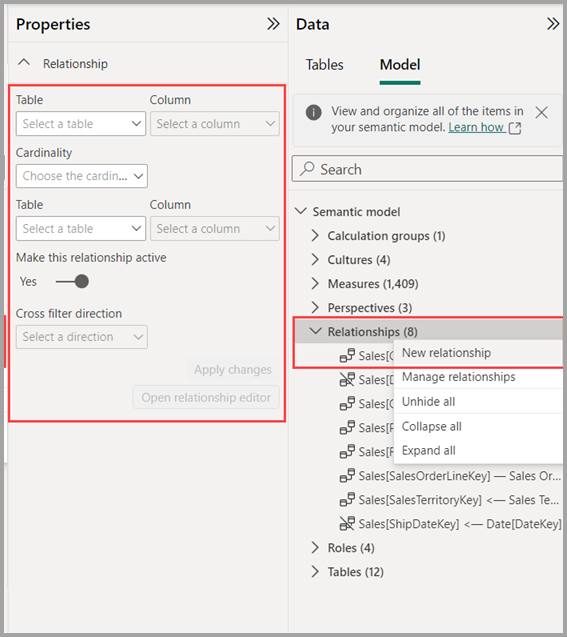 Properties
Relationship
Table Column
Select a table Select a column
Cardinality
Choose the cardin...
Table Column
Select a table Select a column
Make this relationship active
Yes
Cross filter direction
Select a direction
Apply changes
Open relationship editor
Data
Tables Model
View and organize all of the items in
your semantic model. Learn how
Search
Semantic model
Calculation groups (1)
Cultures (4)
Measures (1,409)
Perspectives (3)
Relationships (8)
Sales[
New relationship
Sales[
Manage relationships
Sales[
Unhide all
Sales[
Collapse all
Sales[
Expand all
Sales[SalesOrderLineKey] — Sales Or...
Sales[SalesTerritoryKey] <— Sales Te...
Sales[ShipDateKey] <— Date[DateKey]
Roles (4)
Tables (12)